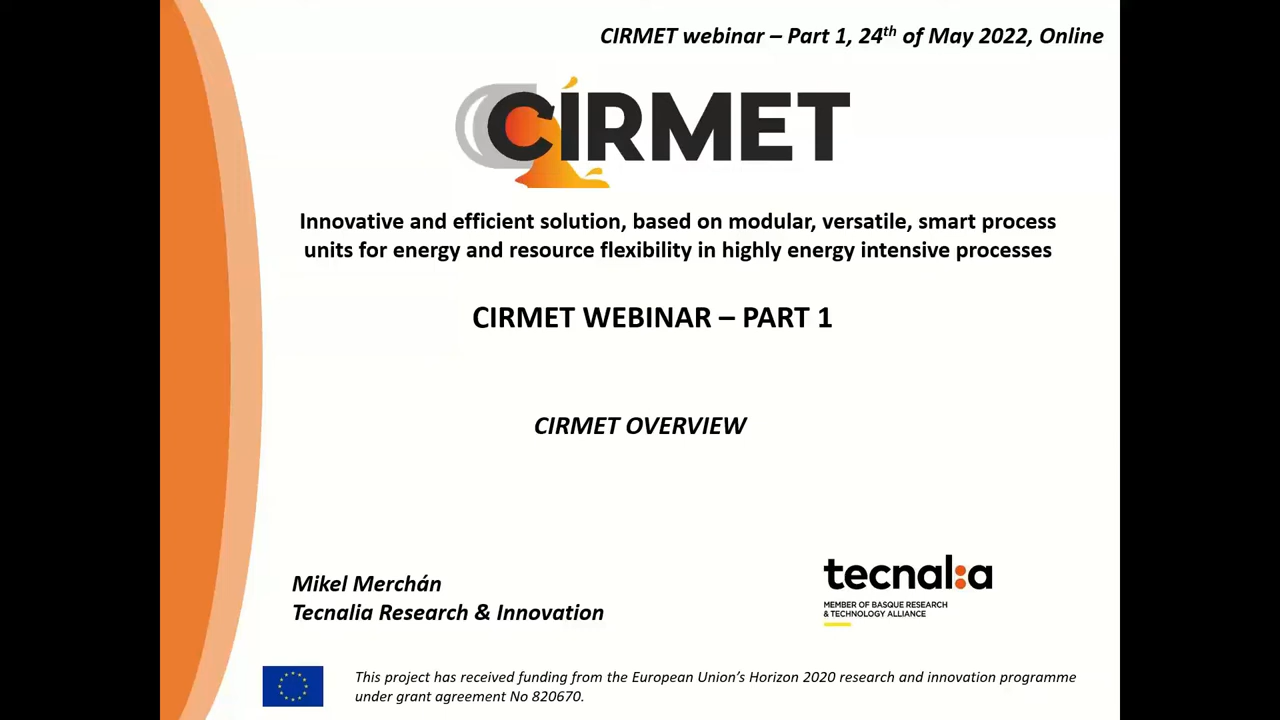 CIRMET webinar – Part 1, 24th of May 2022, Online
CIRMET
Innovative and efficient solution, based on modular, versatile, smart process
units for energy and resource flexibility in highly energy intensive processes
CIRMET WEBINAR – PART 1
CIRMET OVERVIEW
Mikel Merchán
Tecnalia Research & Innovation
tecnal:a
MEMBER OF BASQUE RESEARCH
& TECHNOLOGY ALLIANCE
This project has received funding from the European Union's Horizon 2020 research and innovation programme
under grant agreement No 820670.